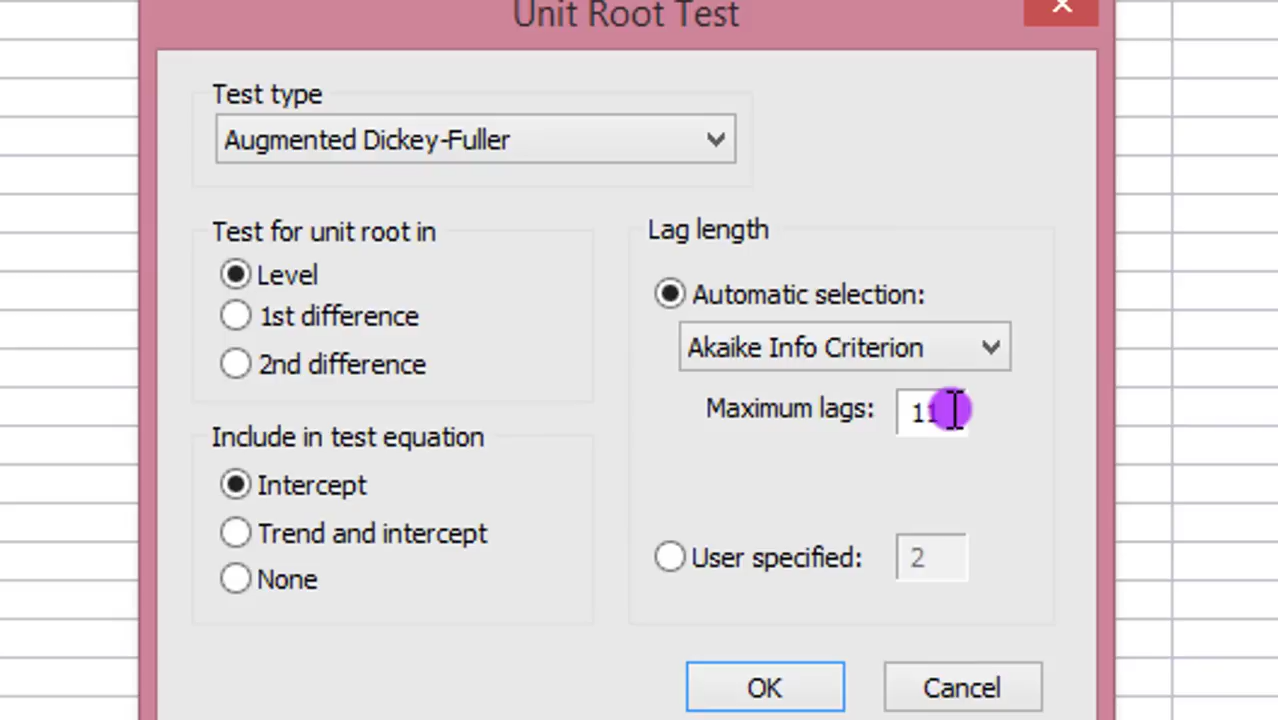 Unit Root Test
Test type
Augmented Dickey-Fuller
Test for unit root in
Level
1st difference
2nd difference
Include in test equation
Intercept
Trend and intercept
None
Lag length
Automatic selection:
Akaike Info Criterion
Maximum lags: 11
User specified: 2
OK Cancel